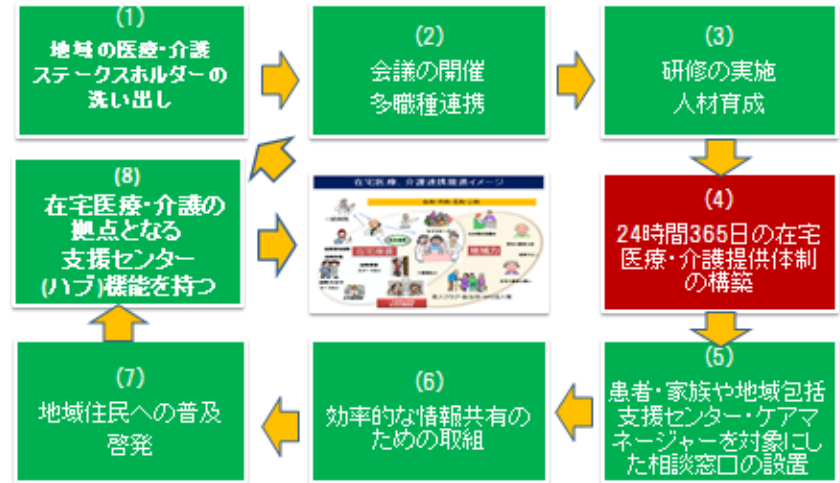 (1)
地域の医療・介護
ステークスホルダーの
洗い出し
(2)
会議の開催
多職種連携
(3)
研修の実施
人材育成
(8)
在宅医療・介護の
拠点となる
支援センター
(ハブ)機能を持つ
在宅医療、介護連携推進イメージ
在宅療養
地域力
(4)
24時間365日の在宅
医療・介護提供体制
の構築
(7)
地域住民への普及
啓発
(6)
効率的な情報共有の
ための取組
(5)
患者・家族や地域包括
支援センター・ケアマ
ネージャーを対象にし
た相談窓口の設置